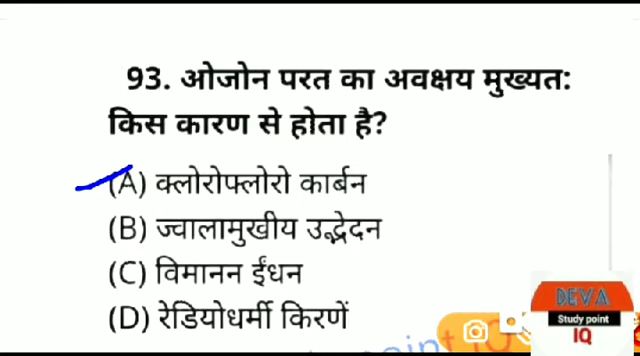 93. ओजोन परत का अवक्षय मुख्यत:
किस कारण से होता है?
(A) क्लोरोफ्लोरो कार्बन
(B) ज्वालामुखीय उद्भेदन
(C) विमानन ईंधन
(D) रेडियोधर्मी किरणें
DEVA
Study point
IQ